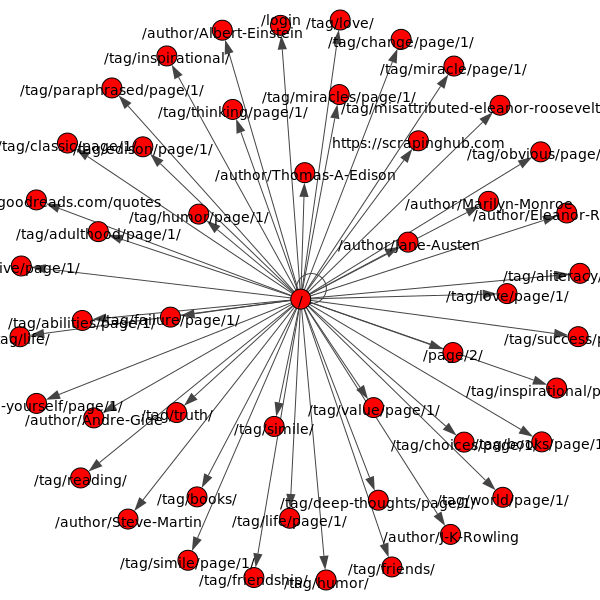 /login
/tag/love/
/author/Albert-Einstein
/tag/change/page/1/
/tag/inspirational/
/tag/miracle/page/1/
/tag/paraphrased/page/1/
/tag/miracles/page/1/
/tag/misattributed-eleanor-roosevelt
/tag/thinking/page/1/
https://scrapinghub.com
/tag/classic/page/1/
/tag/edison/page/1/
/tag/obvious/page/
/author/Thomas-A-Edison
goodreads.com/quotes
/author/Marilyn-Monroe
/author/Eleanor-R
/tag/humor/page/1/
/tag/adulthood/page/1/
/author/Jane-Austen
ive/page/1/
/tag/aliteracy/
/tag/love/page/1/
/
/tag/abilities/page/1/
/tag/failure/page/1/
ag/life/
/tag/success/p
/page/2/
/tag/inspirational/p
-yourself/page/1/
/author/Andre-Gide
/tag/truth/
/tag/value/page/1/
/tag/simile/
/tag/choices/page/1/
/tag/books/page/1
/tag/reading/
/tag/books/
/tag/deep-thoughts/page/1/
/tag/world/page/1/
/author/Steve-Martin
/tag/life/page/1/
/author/J-K-Rowling
/tag/simile/page/1/
/tag/friends/
/tag/friendship/
/tag/humor/